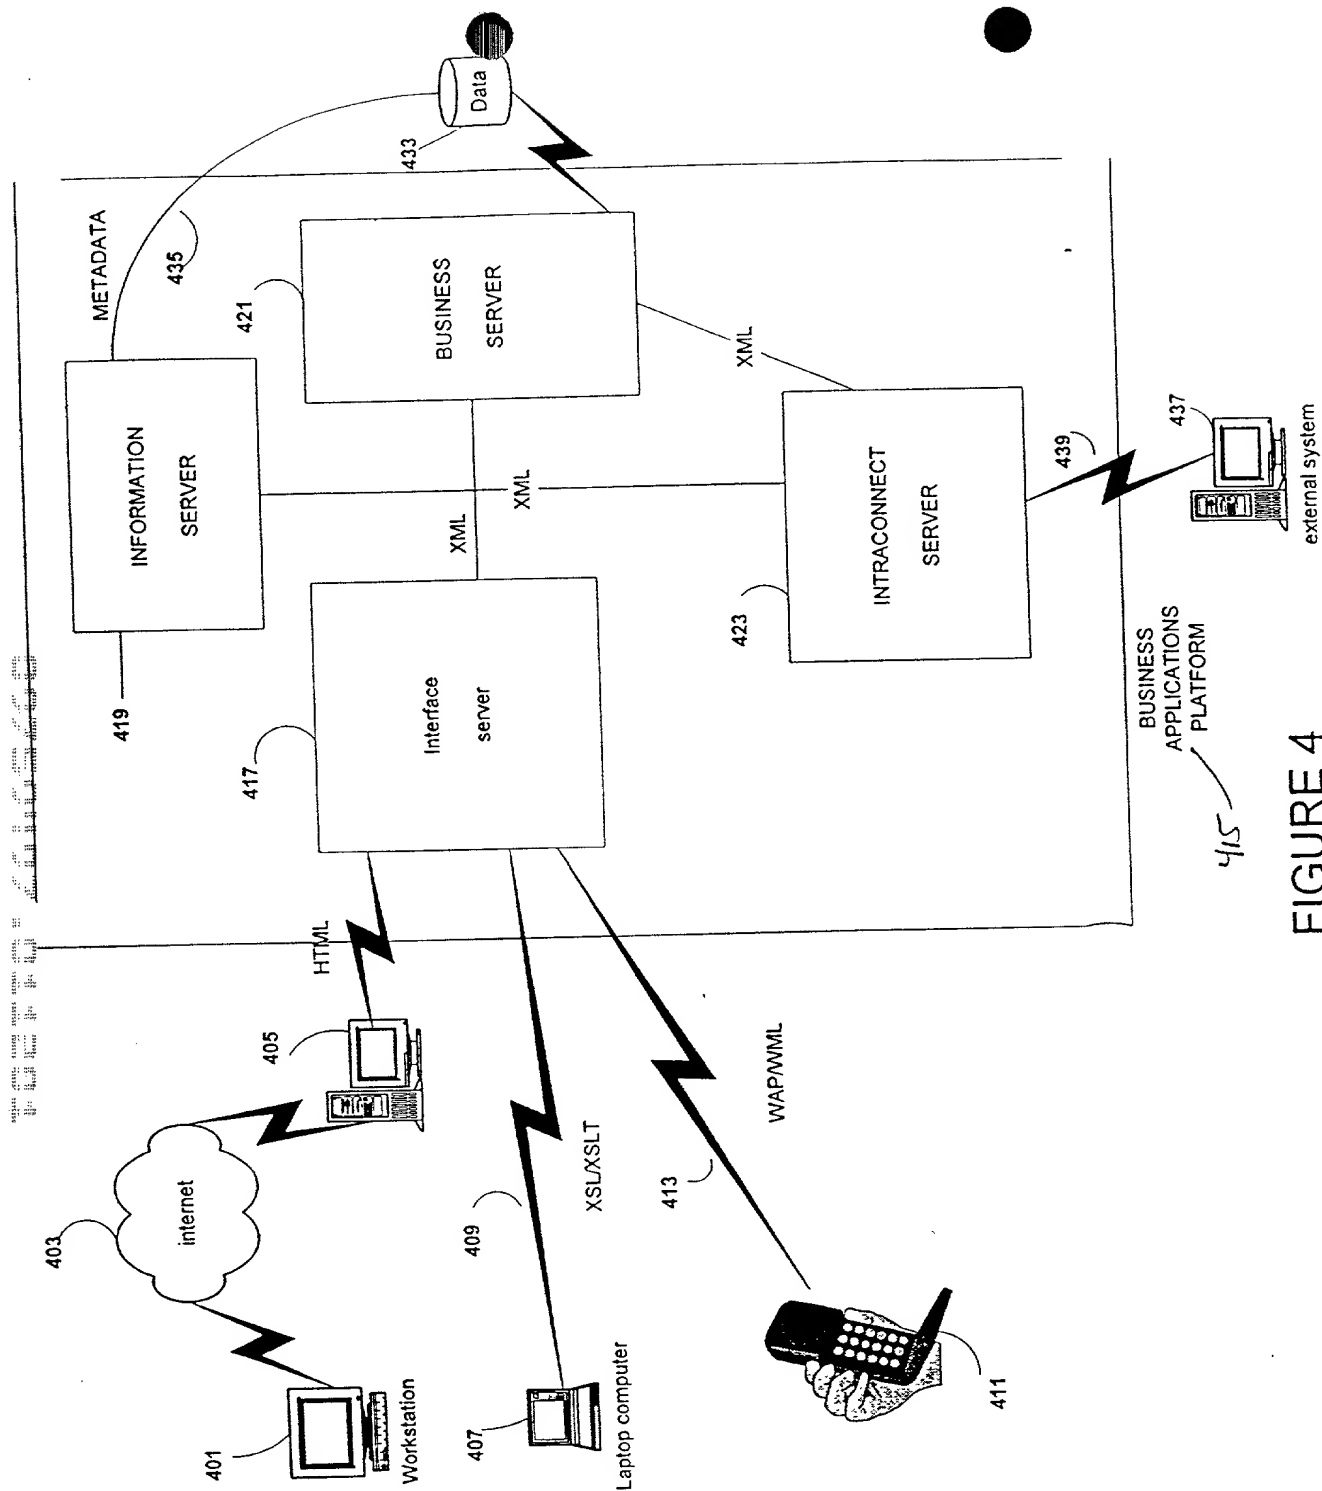 403
internet
401
Workstation
405
HTML
407
Laptop computer
409
XSL/XSLT
411
413
WAP/WML
417
Interface
server
419
INFORMATION
SERVER
METADATA
435
421
BUSINESS
SERVER
433
Data
XML
XML
XML
423
INTRACONNECT
SERVER
439
437
external system
BUSINESS
APPLICATIONS
PLATFORM
415
FIGURE 4